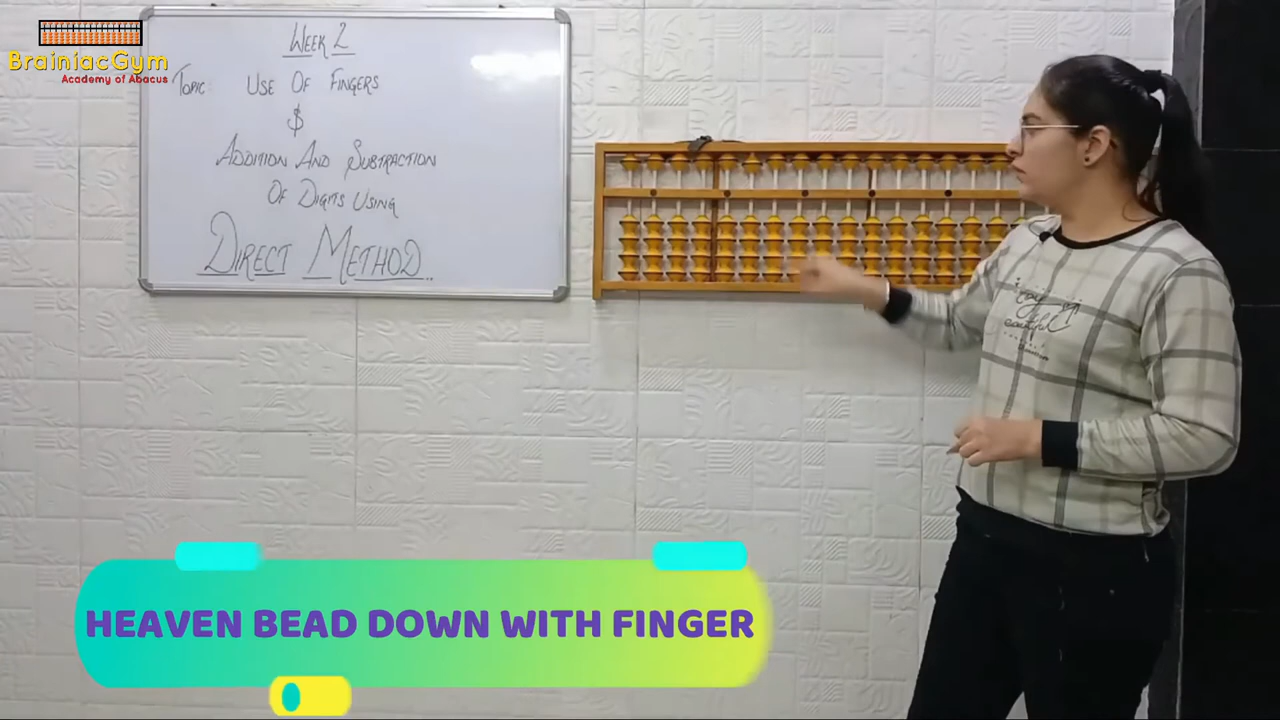 BrainiacGym
Academy of Abacus
WEEK 2
TOPIC USE OF FINGERS
$
ADDITION AND SUBTRACTION
OF DIGITS USING
DIRECT METHOD..
HEAVEN BEAD DOWN WITH FINGER